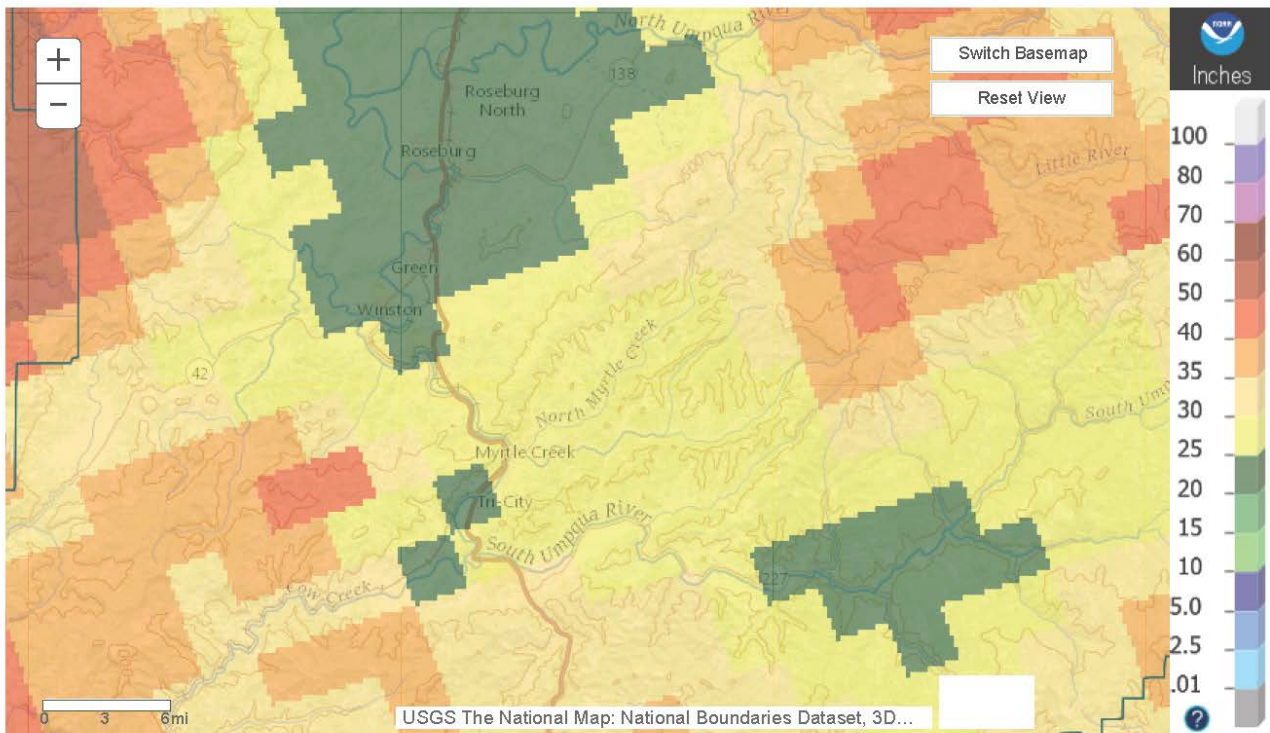 +
−
North Umpqua River
138
Roseburg
North
Roseburg
Green
Winston
42
Little River
North Myrtle Creek
Myrtle Creek
Tri-City
South Umpqua River
South Ump
227
Cow Creek
0 3 6mi
USGS The National Map: National Boundaries Dataset, 3D...
Switch Basemap
Reset View
NOAA
Inches
100
80
70
60
50
40
35
30
25
20
15
10
5.0
2.5
.01
?